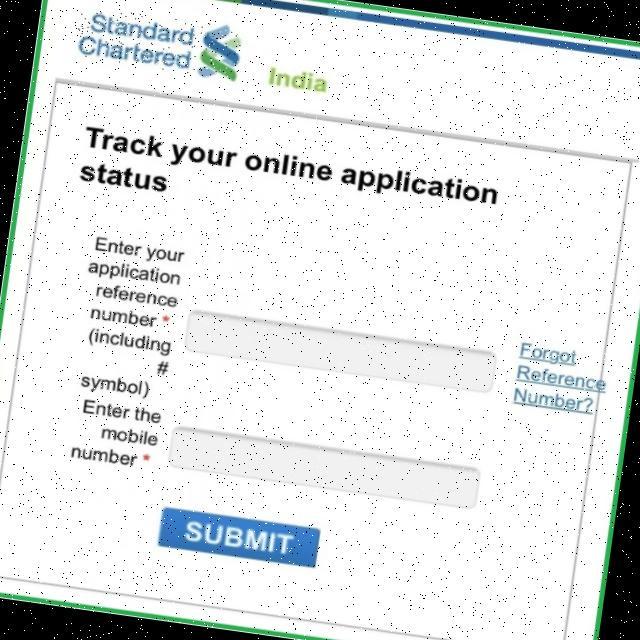 Standard
Chartered
India
Track your online application
status
Enter your
application
reference
number *
(including
#
symbol)
Forgot
Reference
Number?
Enter the
mobile
number *
SUBMIT